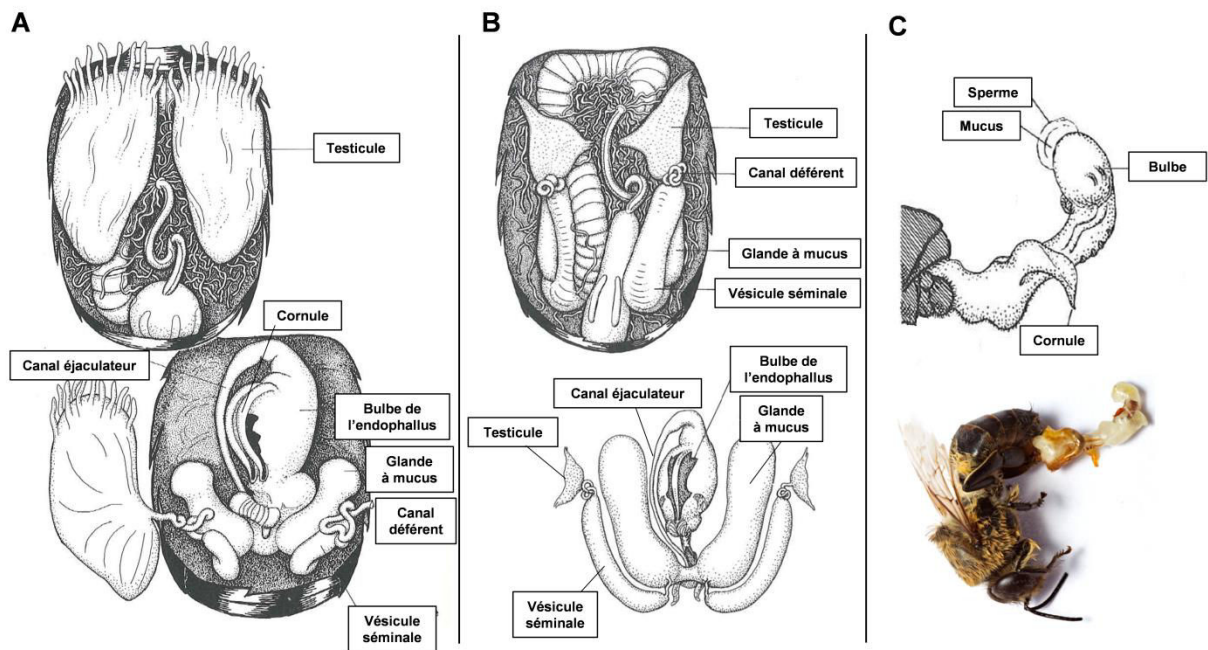 A
Testicule
Cornule
Canal éjaculateur
Bulbe de
l'endophallus
Glande
à mucus
Canal
déférent
Vésicule
séminale
B
Testicule
Canal déférent
Glande à mucus
Vésicule séminale
Bulbe de
l'endophallus
Canal éjaculateur
Glande
à mucus
Testicule
Vésicule
séminale
C
Sperme
Mucus
Bulbe
Cornule